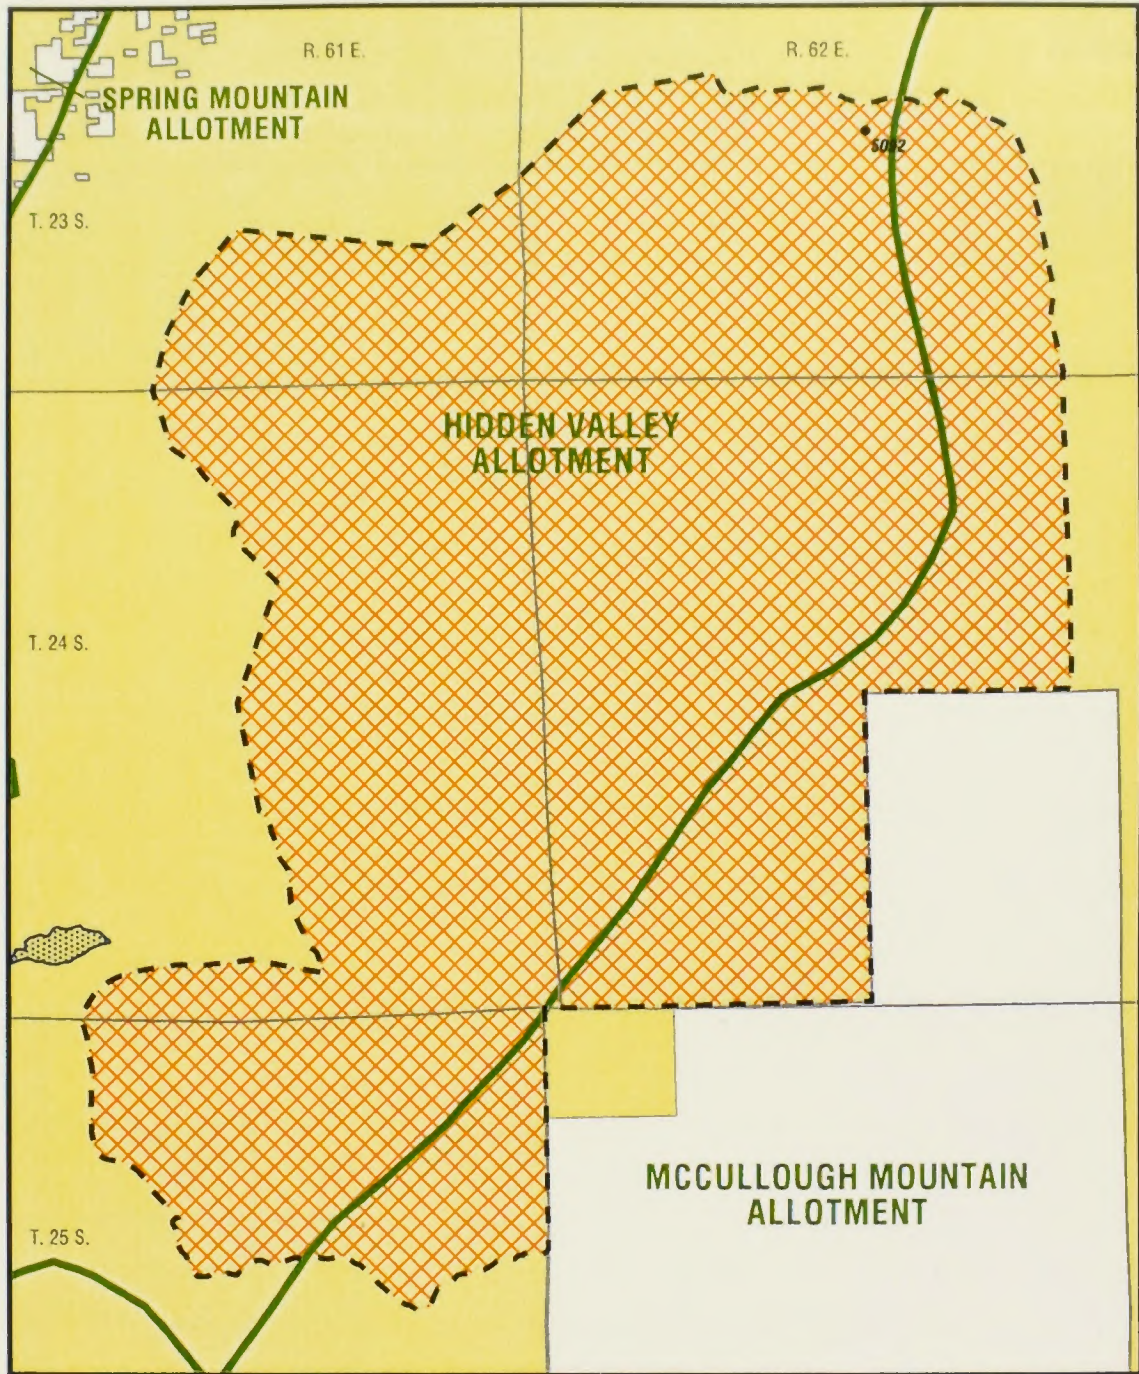 R. 61 E.
R. 62 E.
SPRING MOUNTAIN
ALLOTMENT
T. 23 S.
HIDDEN VALLEY
ALLOTMENT
T. 24 S.
MCCULLOUGH MOUNTAIN
ALLOTMENT
T. 25 S.